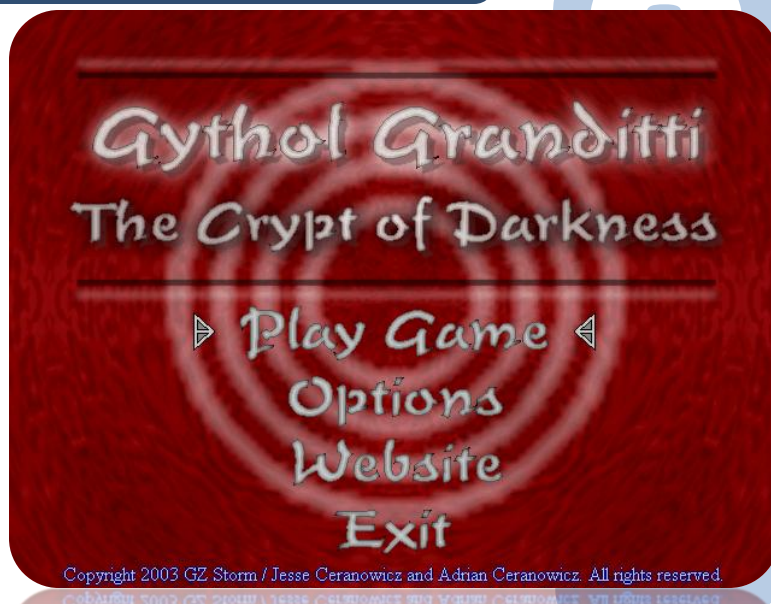 Gythol Granditti
The Crypt of Darkness
Play Game
Options
Website
Exit
Copyright 2003 GZ Storm / Jesse Ceranowicz and Adrian Ceranowicz. All rights reserved.